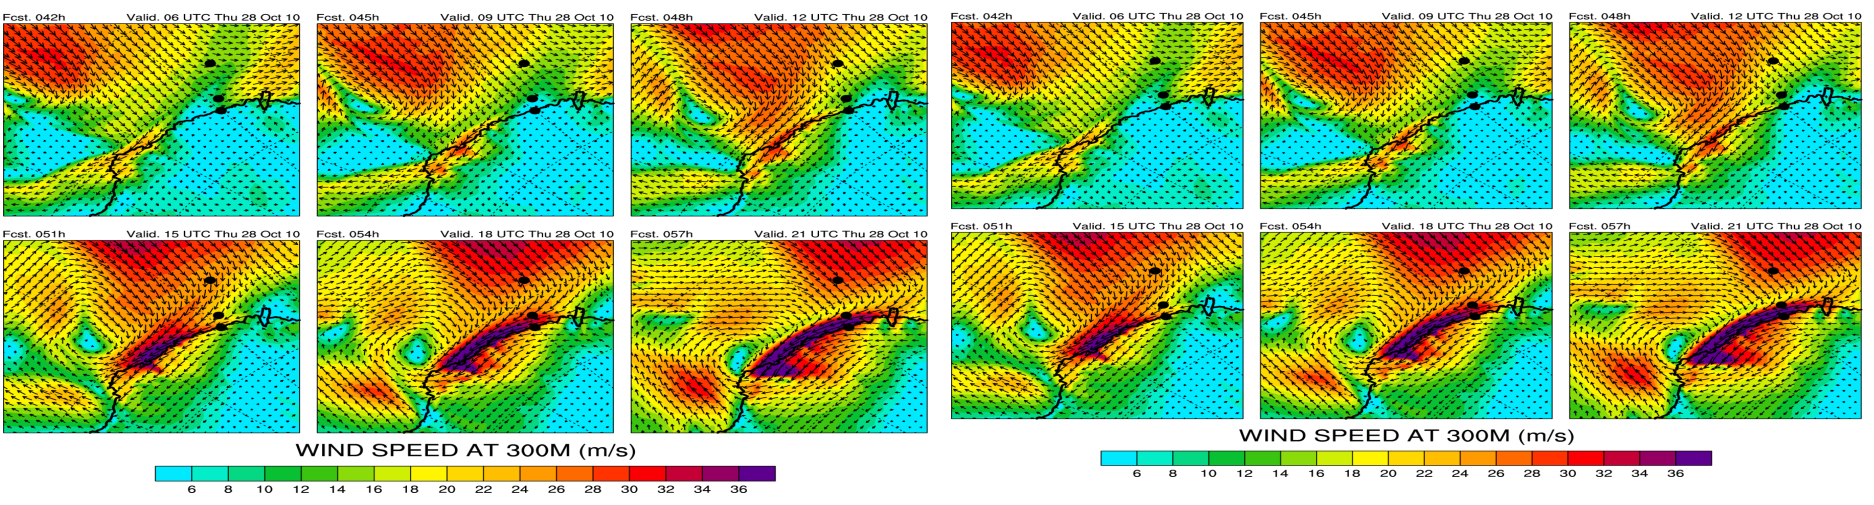 Fcst. 042h Valid. 06 UTC Thu 28 Oct 10
Fcst. 045h Valid. 09 UTC Thu 28 Oct 10
Fcst. 048h Valid. 12 UTC Thu 28 Oct 10
Fcst. 051h Valid. 15 UTC Thu 28 Oct 10
Fcst. 054h Valid. 18 UTC Thu 28 Oct 10
Fcst. 057h Valid. 21 UTC Thu 28 Oct 10
WIND SPEED AT 300M (m/s)
6 8 10 12 14 16 18 20 22 24 26 28 30 32 34 36
Fcst. 042h Valid. 06 UTC Thu 28 Oct 10
Fcst. 045h Valid. 09 UTC Thu 28 Oct 10
Fcst. 048h Valid. 12 UTC Thu 28 Oct 10
Fcst. 051h Valid. 15 UTC Thu 28 Oct 10
Fcst. 054h Valid. 18 UTC Thu 28 Oct 10
Fcst. 057h Valid. 21 UTC Thu 28 Oct 10
WIND SPEED AT 300M (m/s)
6 8 10 12 14 16 18 20 22 24 26 28 30 32 34 36